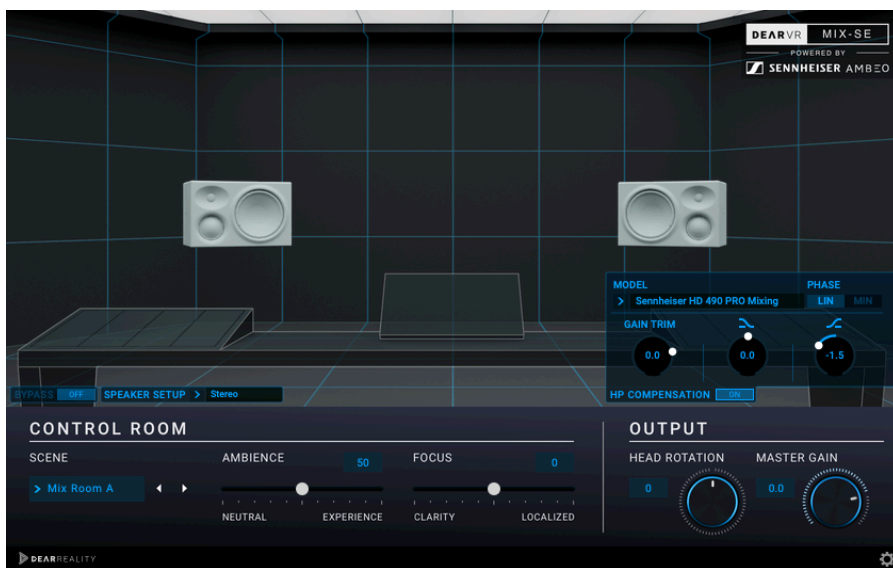 DEARVR MIX-SE
POWERED BY
SENNHEISER AMBEO
MODEL PHASE
> Sennheiser HD 490 PRO Mixing LIN MIN
GAIN TRIM
0.0 0.0 -1.5
BYPASS OFF SPEAKER SETUP > Stereo
HP COMPENSATION ON
CONTROL ROOM OUTPUT
SCENE AMBIENCE 50 FOCUS 0 HEAD ROTATION MASTER GAIN
> Mix Room A 0 0.0
NEUTRAL EXPERIENCE CLARITY LOCALIZED
DEARREALITY